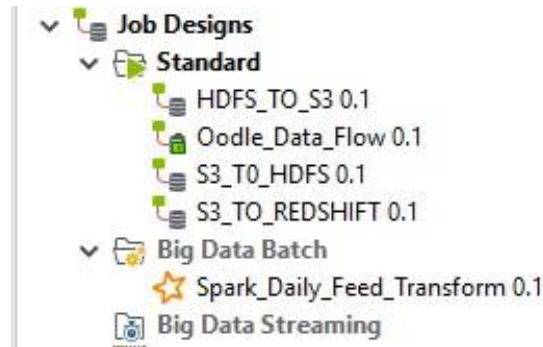 Job Designs
Standard
HDFS_TO_S3 0.1
Oodle_Data_Flow 0.1
S3_T0_HDFS 0.1
S3_TO_REDSHIFT 0.1
Big Data Batch
Spark_Daily_Feed_Transform 0.1
Big Data Streaming